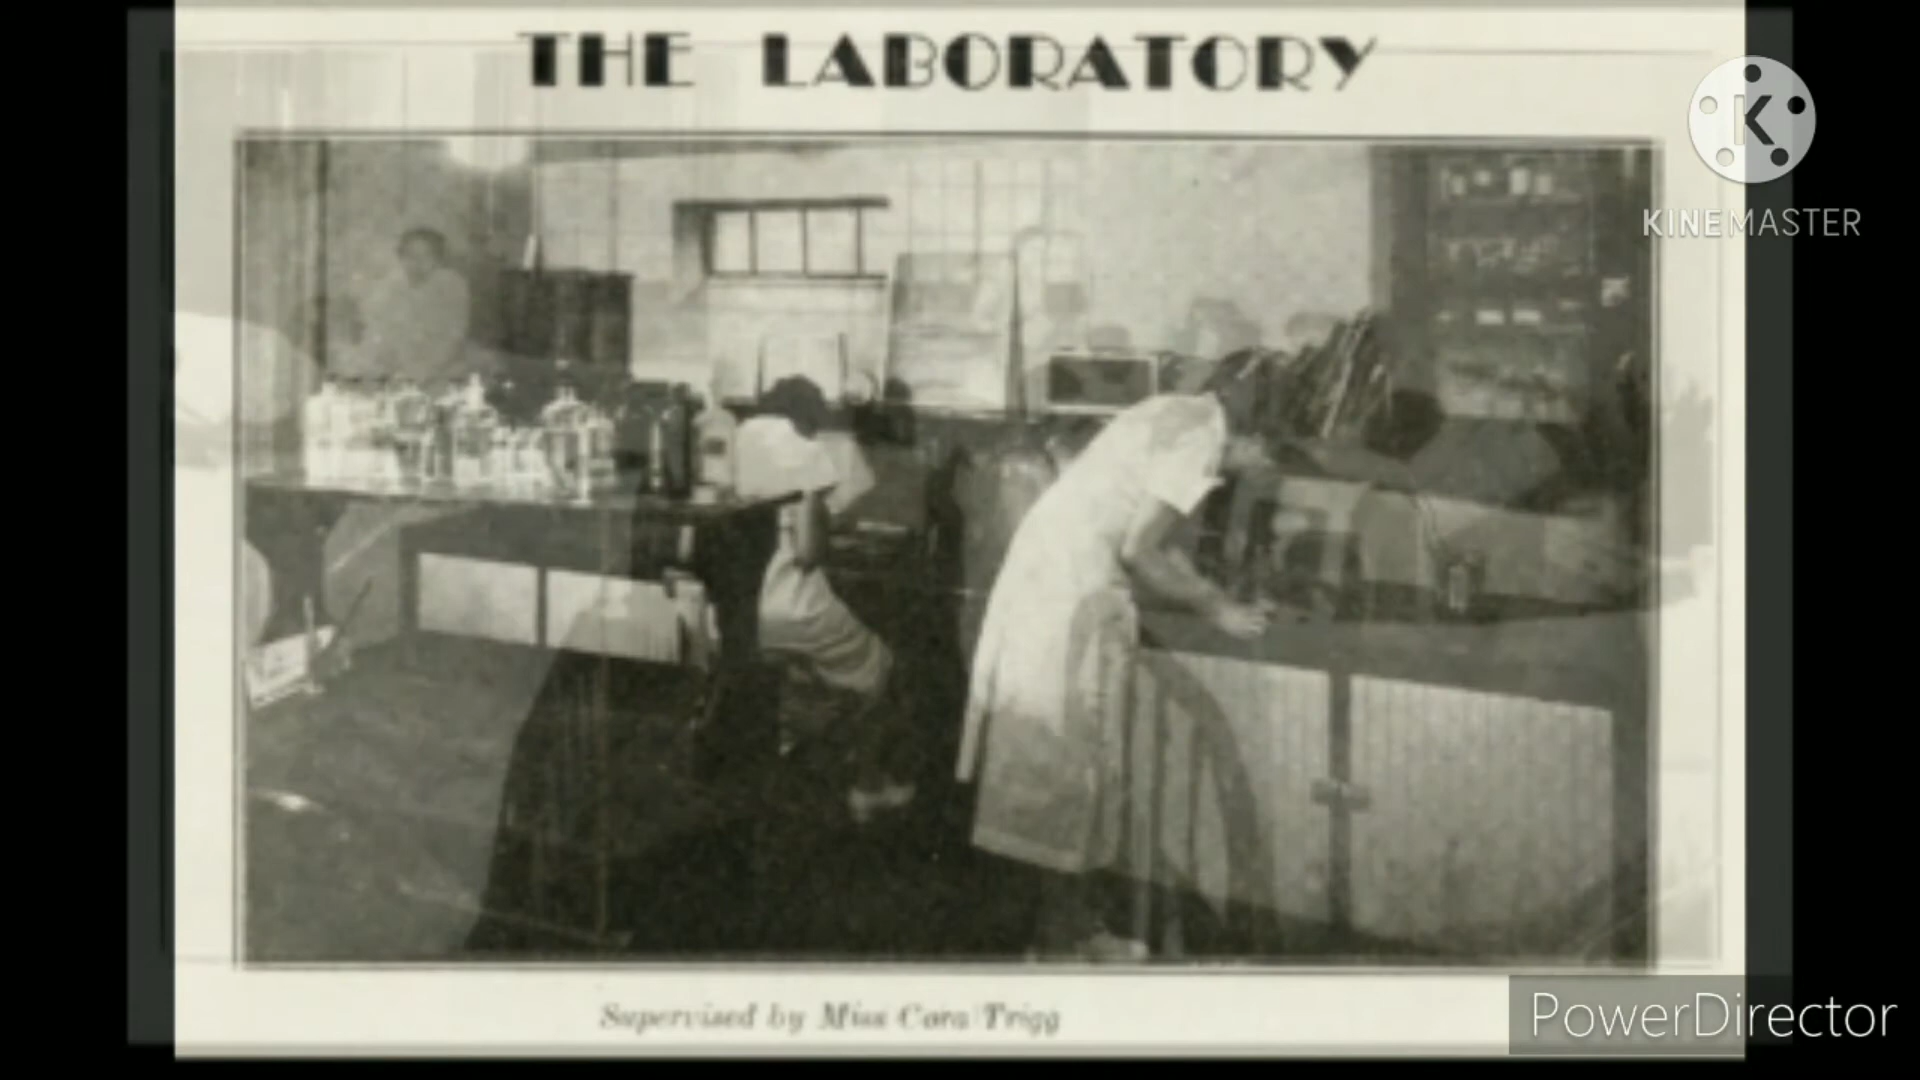 THE LABORATORY
K
KINEMASTER
Supervised by Miss Cora Trigg
PowerDirector